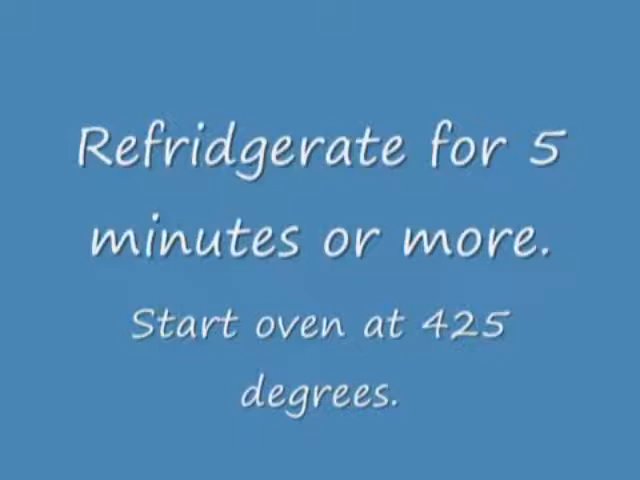 Refridgerate for 5
minutes or more.
Start oven at 425
degrees.